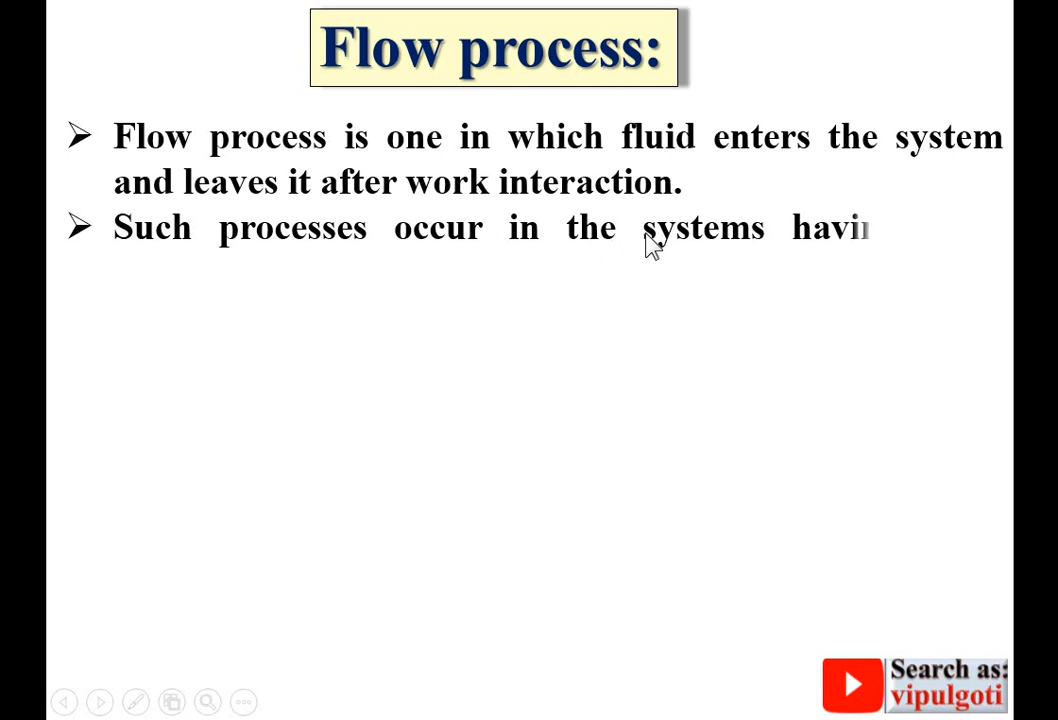 Flow process:
➢ Flow process is one in which fluid enters the system
and leaves it after work interaction.
➢ Such processes occur in the systems
Search as:
vipulgoti